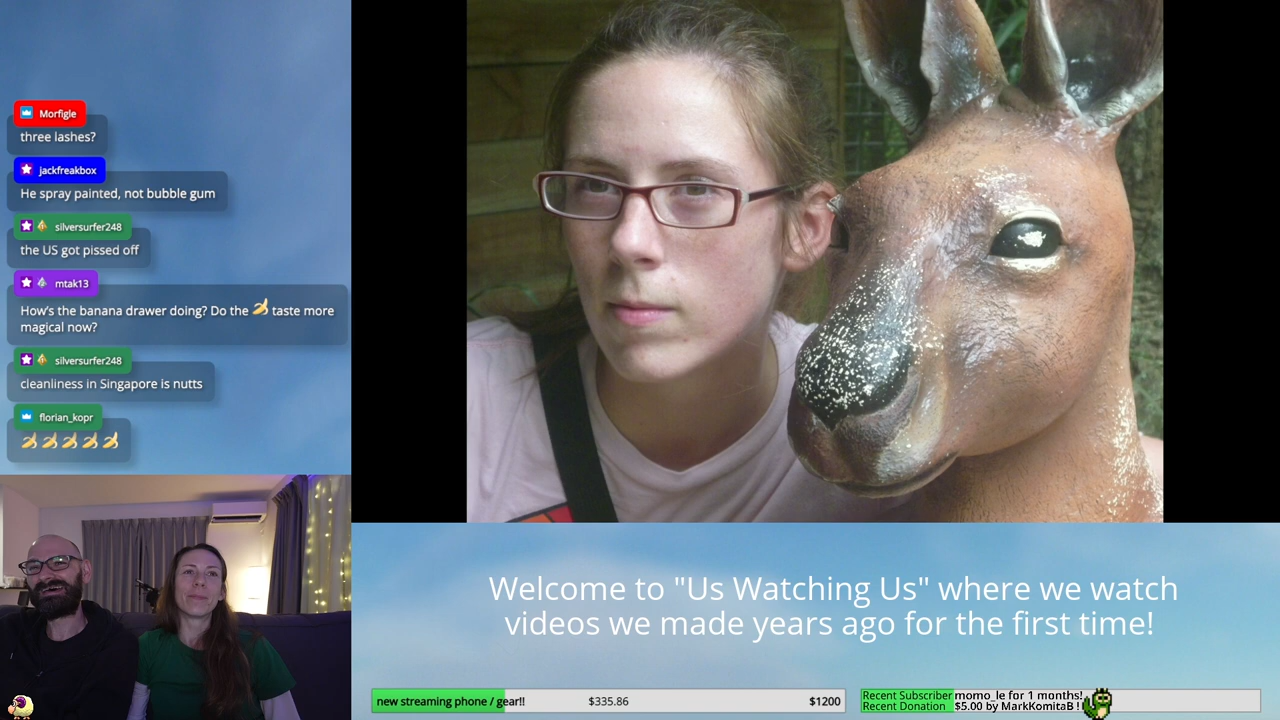 Morfigle
three lashes?
jackfreakbox
He spray painted, not bubble gum
silversurfer248
the US got pissed off
mtak13
How's the banana drawer doing? Do the 🍌 taste more
magical now?
silversurfer248
cleanliness in Singapore is nutts
florian_kopr
🍌🍌🍌🍌🍌
Welcome to "Us Watching Us" where we watch
videos we made years ago for the first time!
new streaming phone / gear!! $335.86 $1200
Recent Subscriber momo_le for 1 months!
Recent Donation $5.00 by MarkKomitaB !